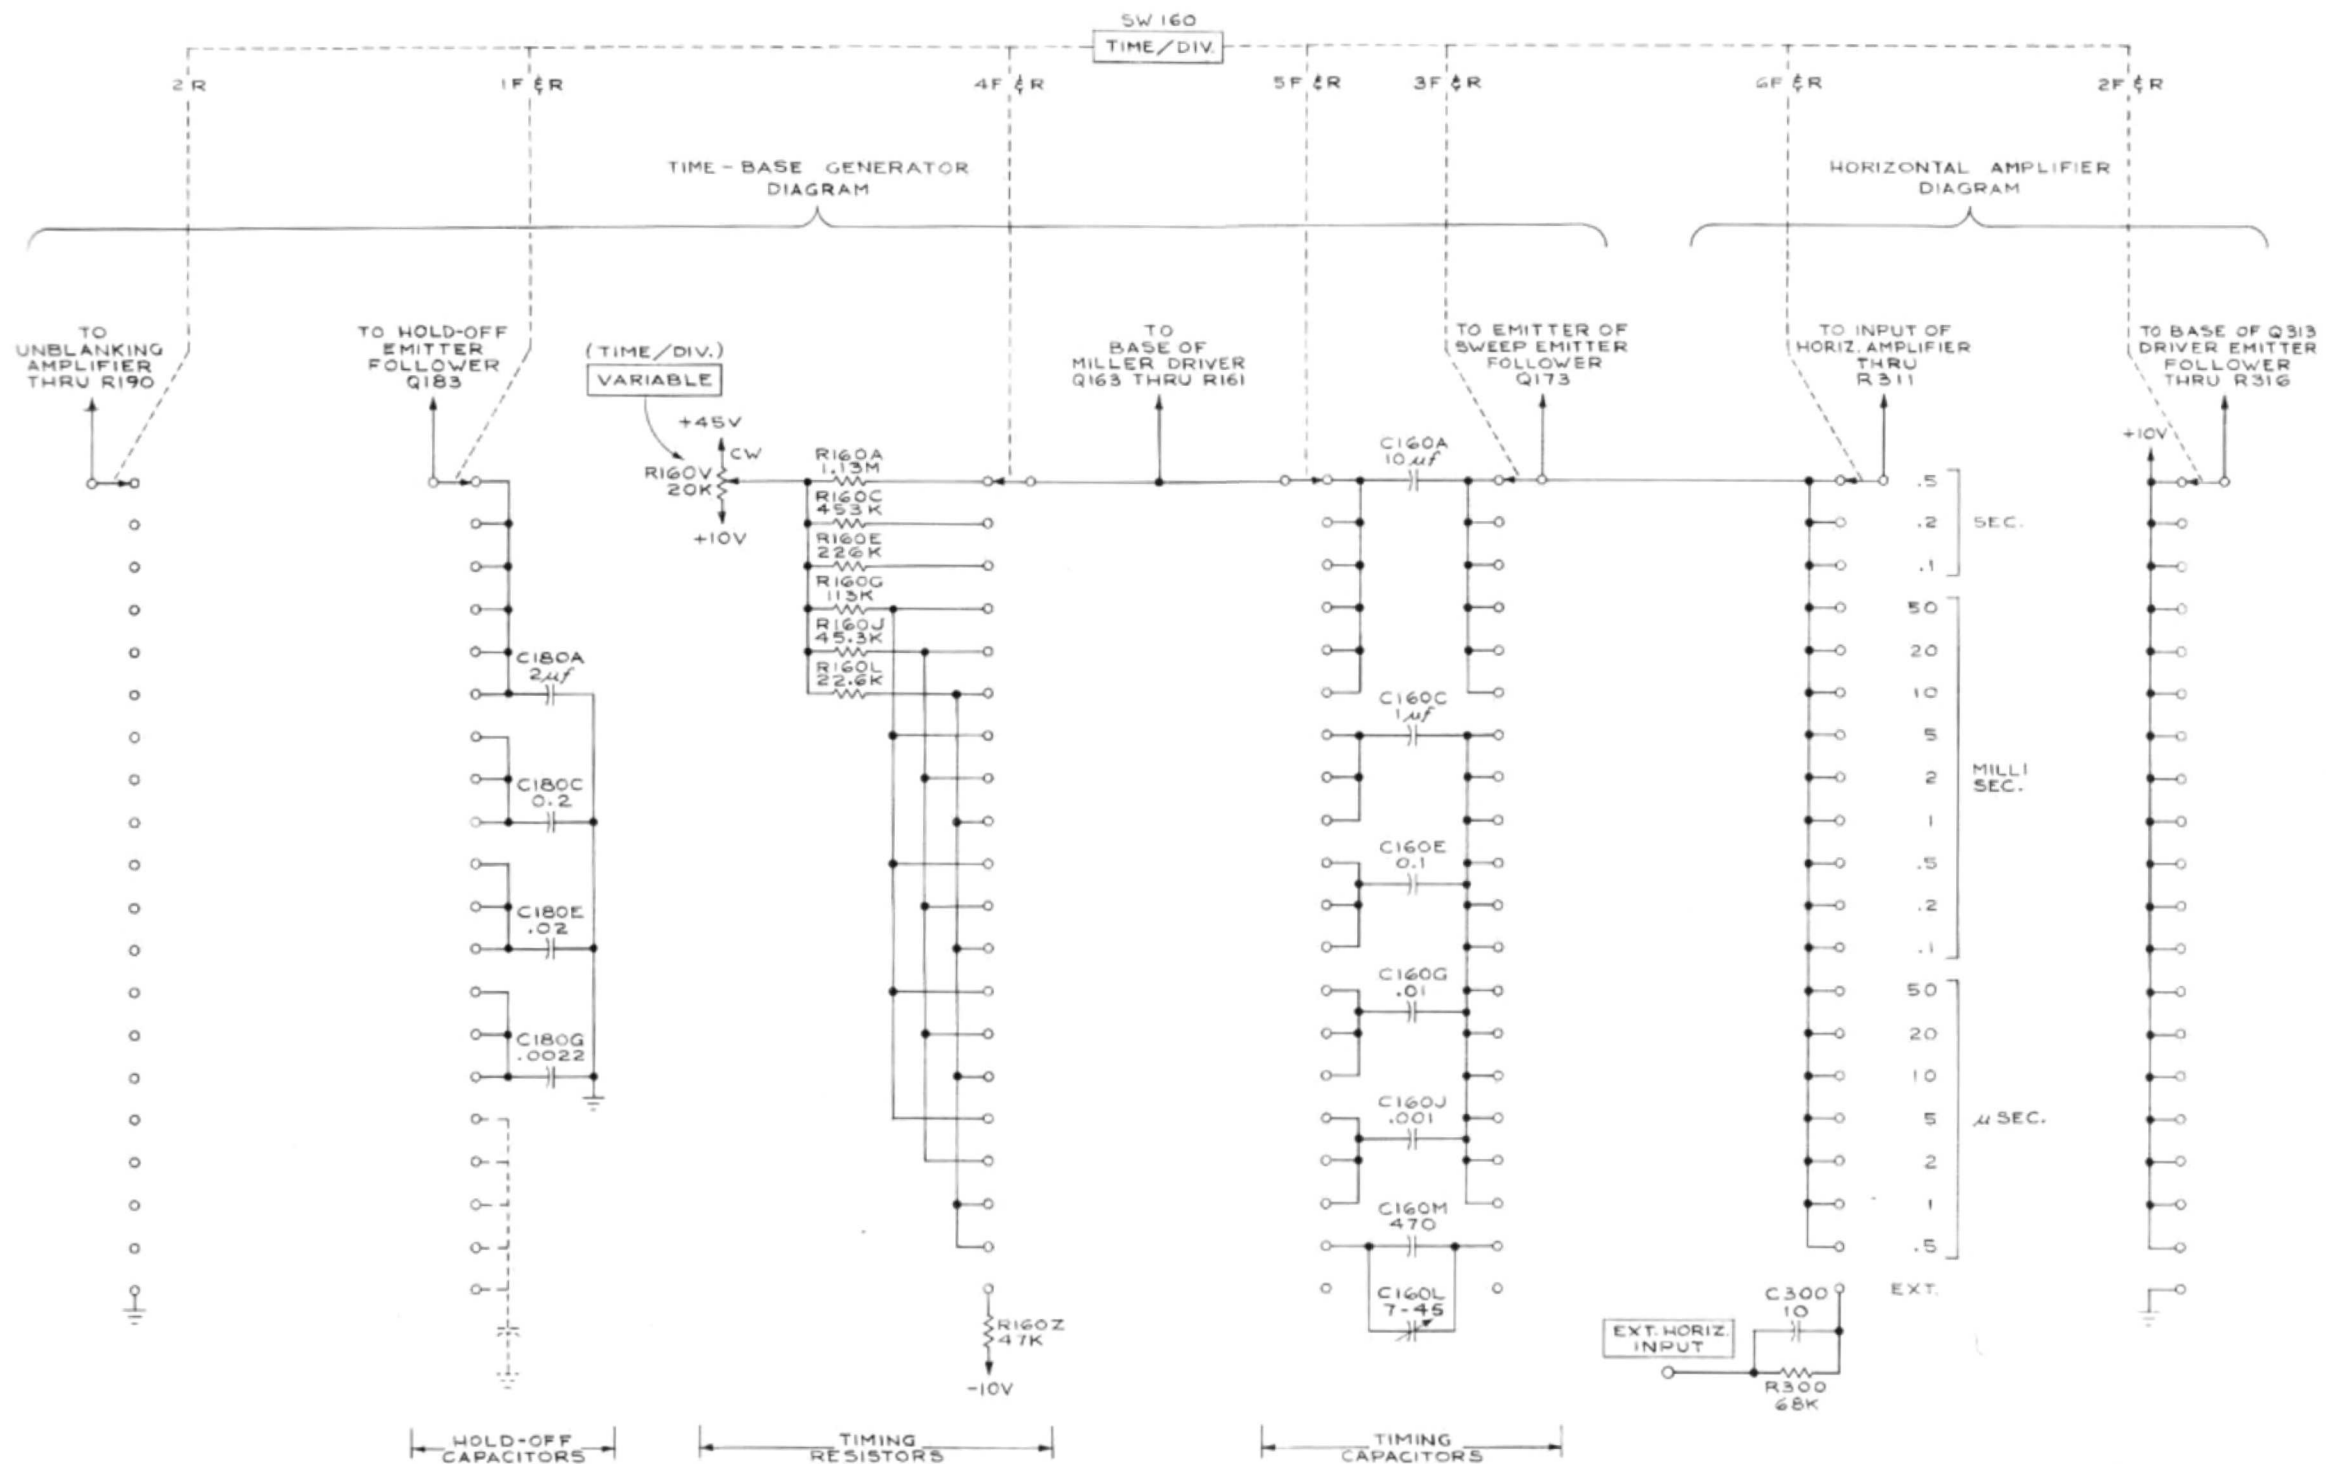 SW 160
TIME/DIV.
2R
1F & R
4F & R
5F & R
3F & R
6F & R
2F & R
TIME-BASE GENERATOR
DIAGRAM
HORIZONTAL AMPLIFIER
DIAGRAM
TO
UNBLANKING
AMPLIFIER
THRU R190
TO HOLD-OFF
EMITTER
FOLLOWER
Q183
(TIME/DIV.)
VARIABLE
TO
BASE OF
MILLER DRIVER
Q163 THRU R161
TO EMITTER OF
SWEEP EMITTER
FOLLOWER
Q173
TO INPUT OF
HORIZ. AMPLIFIER
THRU
R311
TO BASE OF Q313
DRIVER EMITTER
FOLLOWER
THRU R316
+45V
CW
R160V
20K
+10V
R160A
1.13M
R160C
453K
R160E
226K
R160G
113K
R160J
45.3K
R160L
22.6K
C180A
2µf
C180C
0.2
C180E
.02
C180G
.0022
R160Z
47K
-10V
C160A
10µf
C160C
1µf
C160E
0.1
C160G
.01
C160J
.001
C160M
470
C160L
7-45
.5
.2
.1
SEC.
50
20
10
5
2
1
.5
.2
.1
MILLI
SEC.
50
20
10
5
2
1
.5
µSEC.
EXT.
+10V
C300
10
EXT. HORIZ.
INPUT
R300
68K
HOLD-OFF
CAPACITORS
TIMING
RESISTORS
TIMING
CAPACITORS